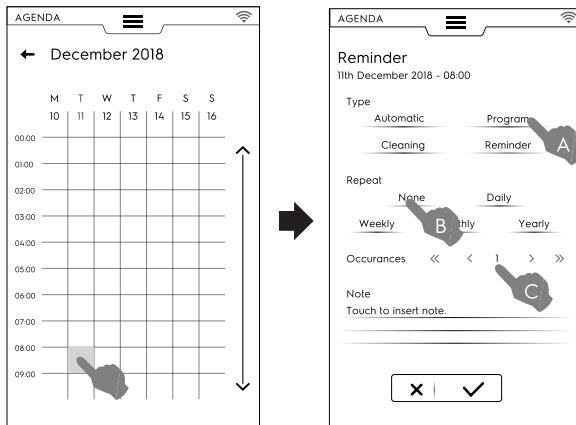 AGENDA
December 2018
M T W T F S S
10 11 12 13 14 15 16
00:00
01:00
02:00
03:00
04:00
05:00
06:00
07:00
08:00
09:00
AGENDA
Reminder
11th December 2018 - 08:00
Type
Automatic Program
A
Cleaning Reminder
Repeat
None Daily
B
Weekly thly Yearly
Occurances « < 1 > »
C
Note
Touch to insert note.